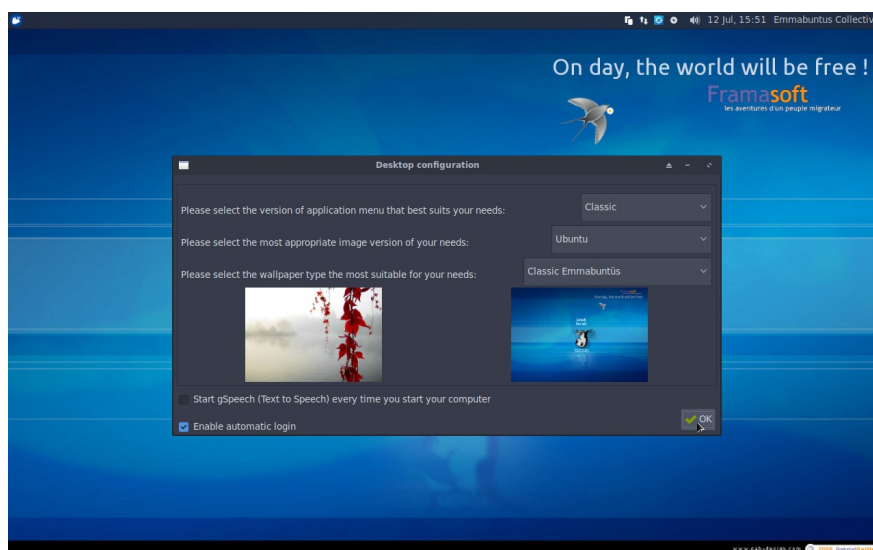 12 Jul, 15:51 Emmabuntus Collectiv
On day, the world will be free !
Framasoft
les aventures d'un peuple migrateur
Desktop configuration
Please select the version of application menu that best suits your needs: Classic
Please select the most appropriate image version of your needs: Ubuntu
Please select the wallpaper type the most suitable for your needs: Classic Emmabuntüs
Start gSpeech (Text to Speech) every time you start your computer
OK
Enable automatic login